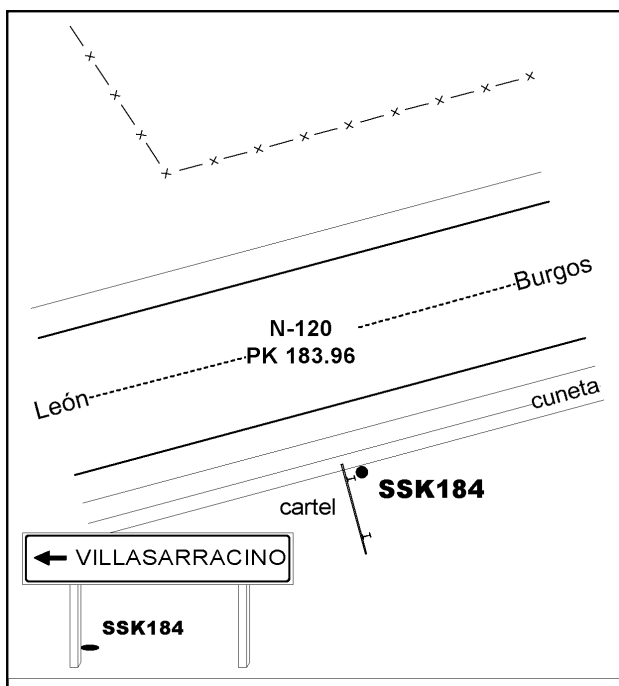 Burgos
N-120
PK 183.96
León
cuneta
SSK184
cartel
VILLASARRACINO
SSK184